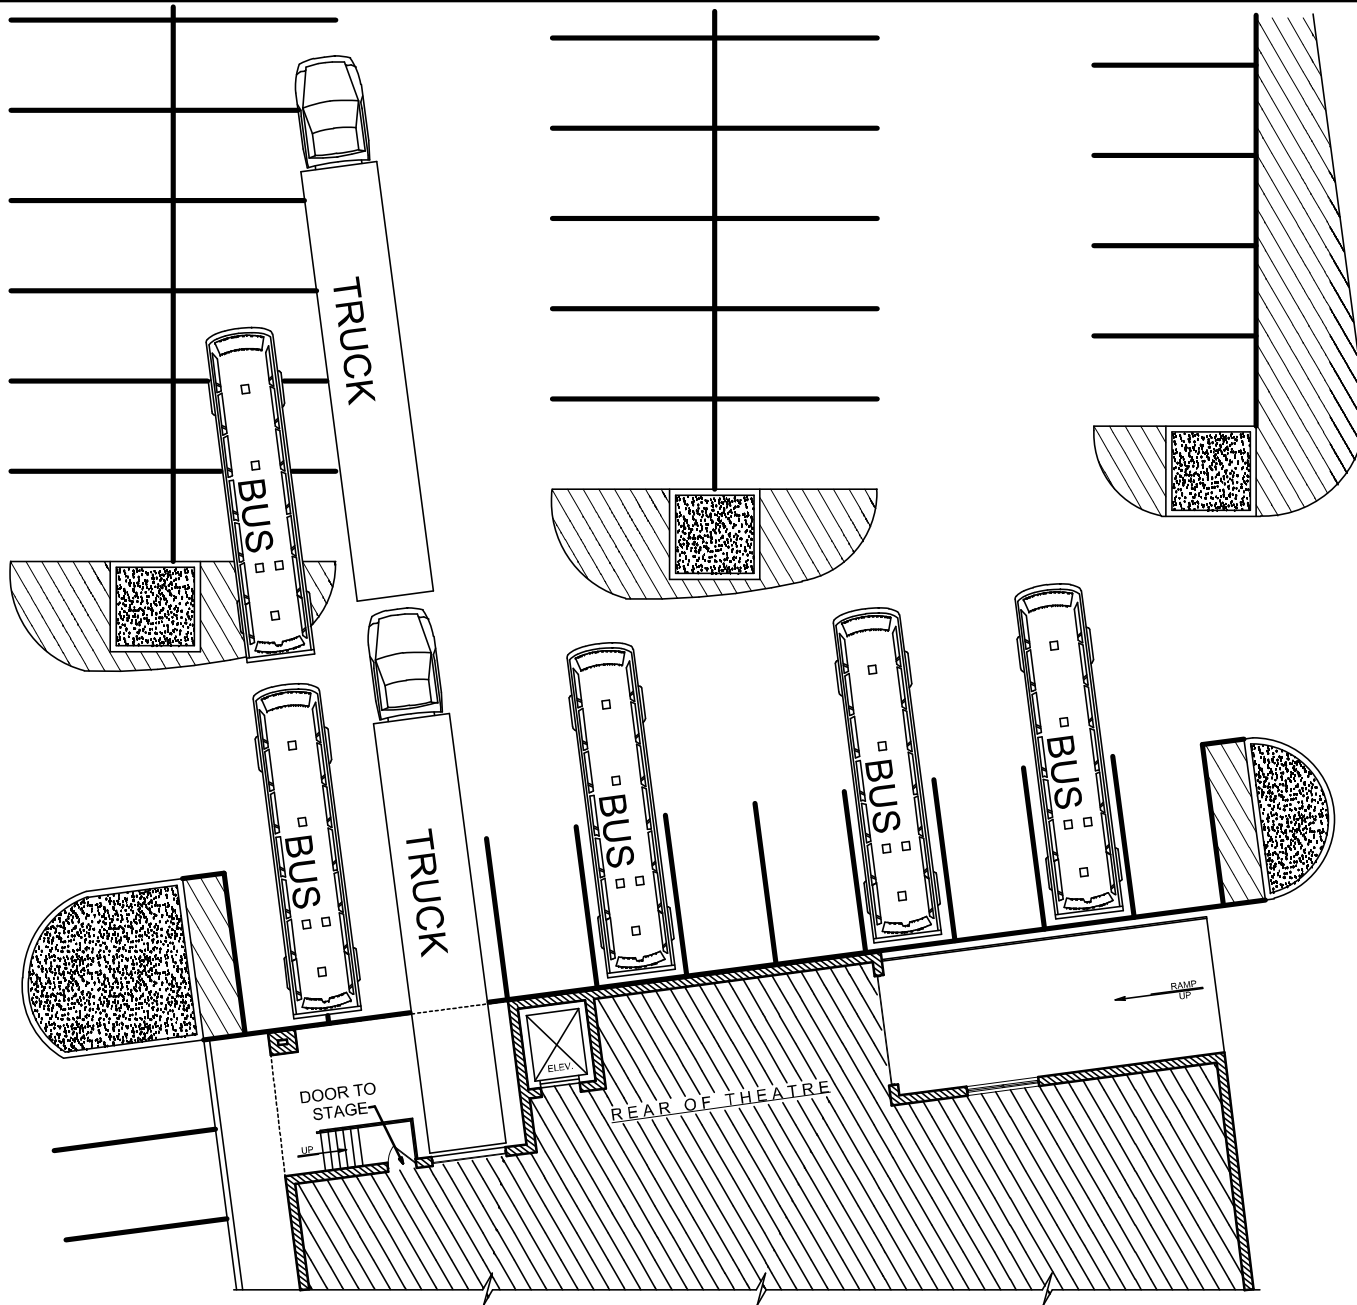 TRUCK
BUS
BUS
TRUCK
BUS
BUS
BUS
RAMP
UP
ELEV.
DOOR TO
STAGE
UP
REAR OF THEATRE